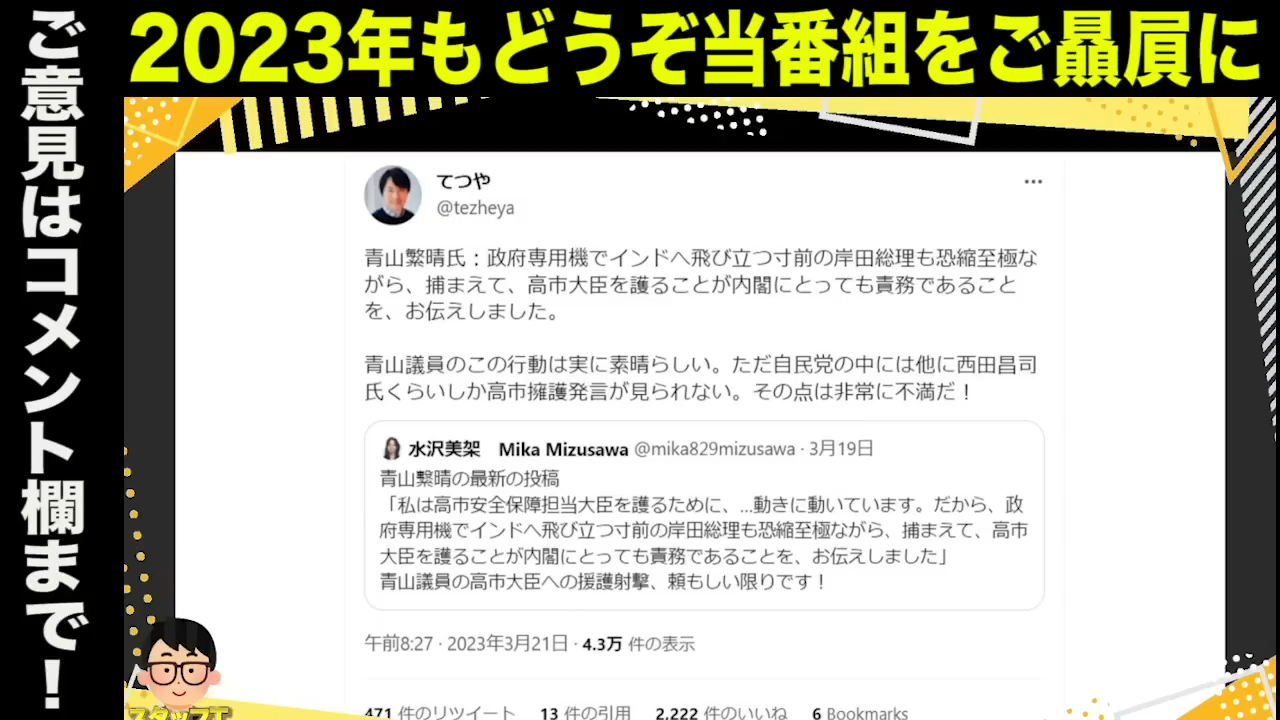 2023年もどうぞ当番組をご贔屓に
ご意見はコメント欄まで！
てつや
@tezheya
青山繁晴氏：政府専用機でインドへ飛び立つ寸前の岸田総理も恐縮至極な
がら、捕まえて、高市大臣を護ることが内閣にとっても責務であること
を、お伝えしました。
青山議員のこの行動は実に素晴らしい。ただ自民党の中には他に西田昌司
氏くらいしか高市擁護発言が見られない。その点は非常に不満だ！
水沢美架 Mika Mizusawa @mika829mizusawa · 3月19日
青山繫晴の最新の投稿
「私は高市安全保障担当大臣を護るために、...動きに動いています。だから、政
府専用機でインドへ飛び立つ寸前の岸田総理も恐縮至極ながら、捕まえて、高市
大臣を護ることが内閣にとっても責務であることを、お伝えしました」
青山議員の高市大臣への援護射撃、頼もしい限りです！
午前8:27 · 2023年3月21日 · 4.3万 件の表示
471 件のリツイート 13 件の引用 2,222 件のいいね 6 Bookmarks
スタッフT